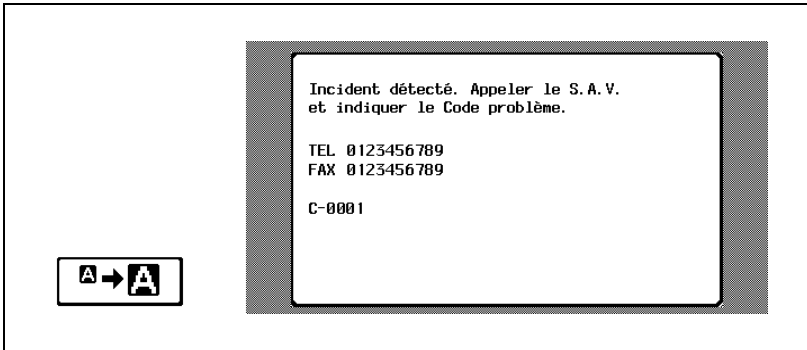 Incident détecté. Appeler le S.A.V.
et indiquer le Code problème.
TEL 0123456789
FAX 0123456789
C-0001
A→A